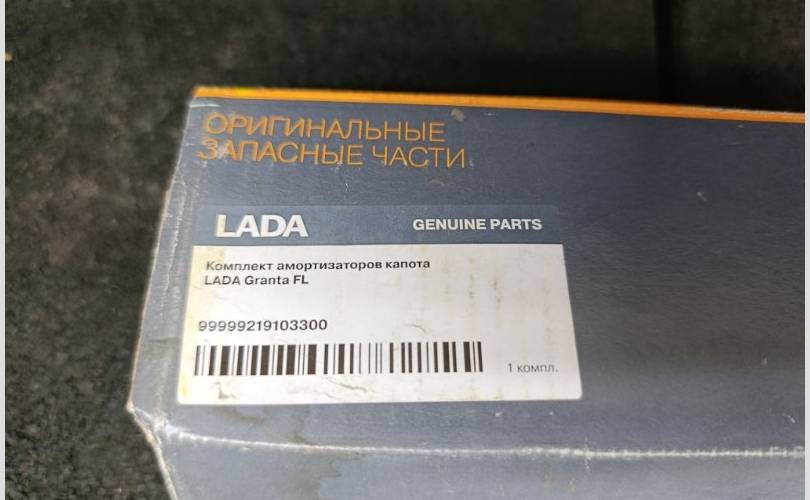 ОРИГИНАЛЬНЫЕ
ЗАПАСНЫЕ ЧАСТИ
LADA GENUINE PARTS
Комплект амортизаторов капота
LADA Granta FL
99999219103300
1 компл.